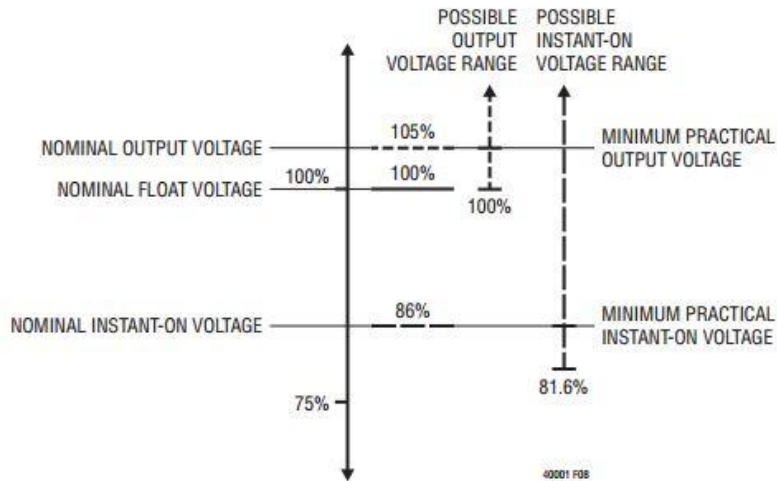 POSSIBLE
OUTPUT
VOLTAGE RANGE
POSSIBLE
INSTANT-ON
VOLTAGE RANGE
NOMINAL OUTPUT VOLTAGE
105%
MINIMUM PRACTICAL
OUTPUT VOLTAGE
NOMINAL FLOAT VOLTAGE
100%
100%
100%
NOMINAL INSTANT-ON VOLTAGE
86%
MINIMUM PRACTICAL
INSTANT-ON VOLTAGE
81.6%
75%
40001 F08